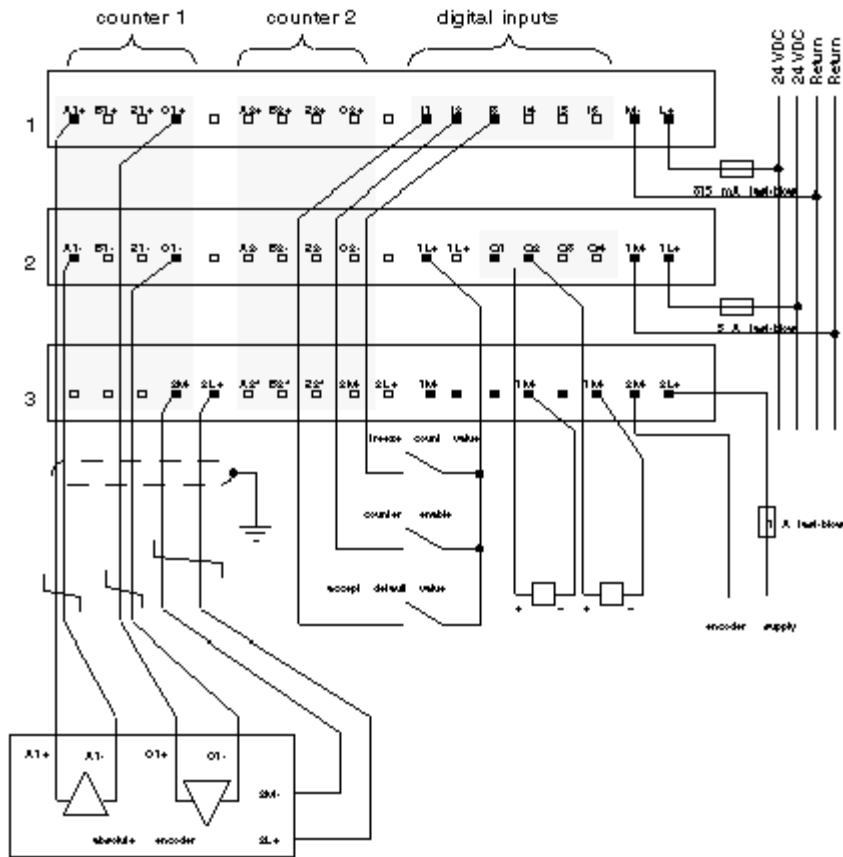 counter 1 counter 2 digital inputs
24 VDC
24 VDC
Return
Return
1
A1+ B1+ Z1+ O1+ A2+ B2+ Z2+ O2+ I1 I2 I3 I4 I5 I6 M- L+
315 mA fast-blow
2
A1- B1- Z1- O1- A2- B2- Z2- O2- 1L+ 1L+ Q1 Q2 Q3 Q4 1M- 1L+
5 A fast-blow
3
2M- 2L+ A2* B2* Z2* 2M- 2L+ 1M- 1M- 1M- 2M- 2L+
freeze count value
counter enable
1 A fast-blow
accept default value
+ - + -
encoder supply
A1+ A1- O1+ O1-
2M-
absolute encoder 2L+